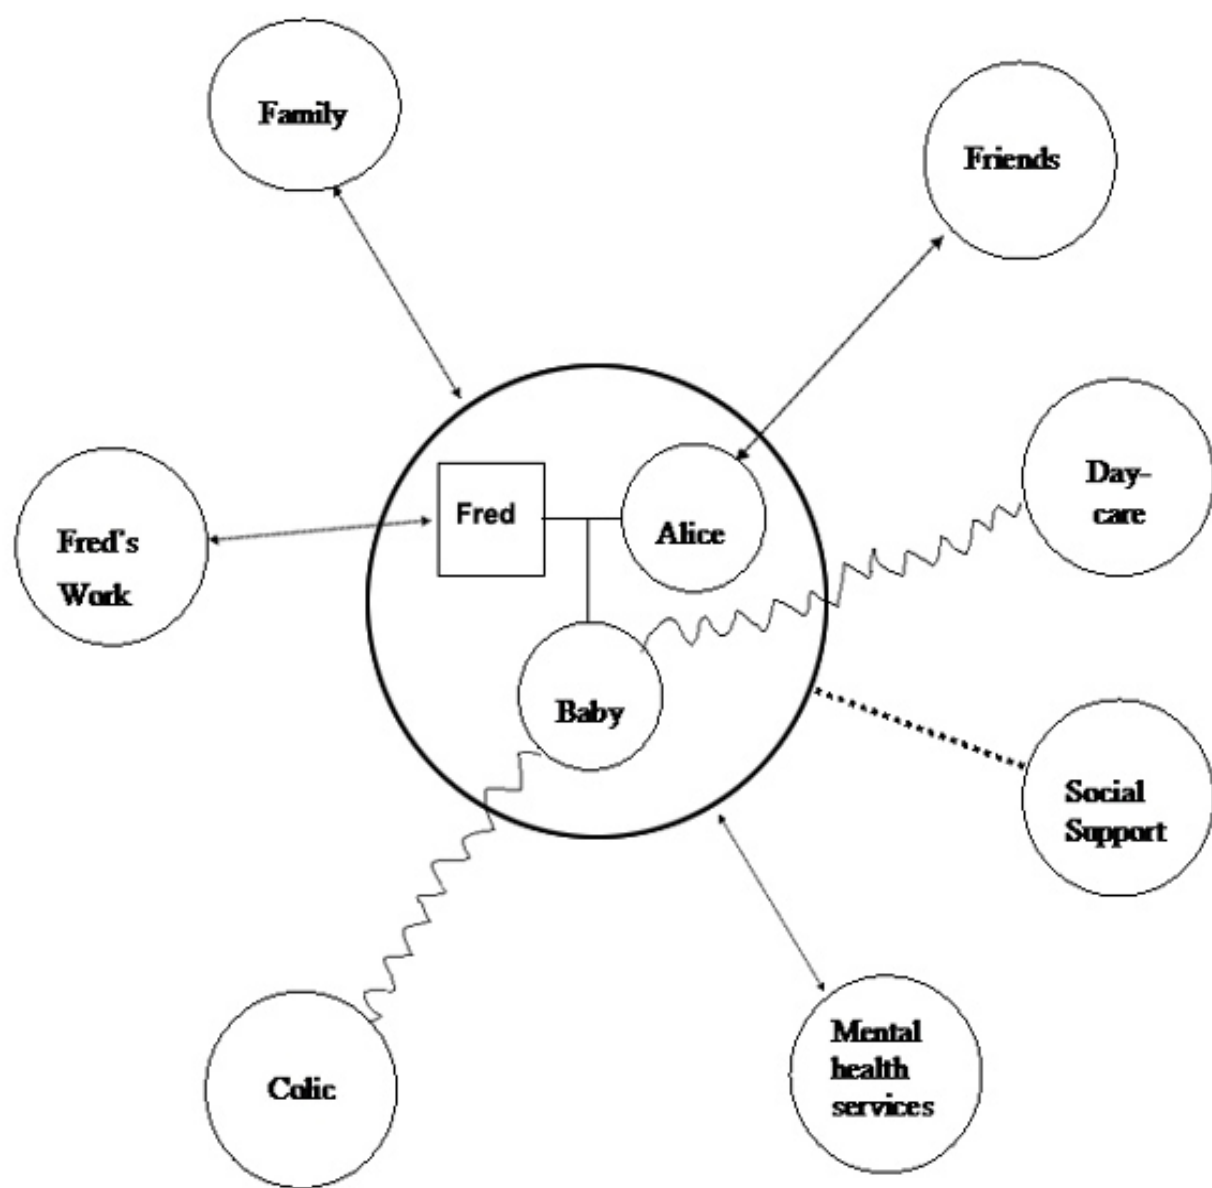 Family
Friends
Day-
care
Fred
Alice
Fred's
Work
Baby
Social
Support
Mental
health
services
Colic